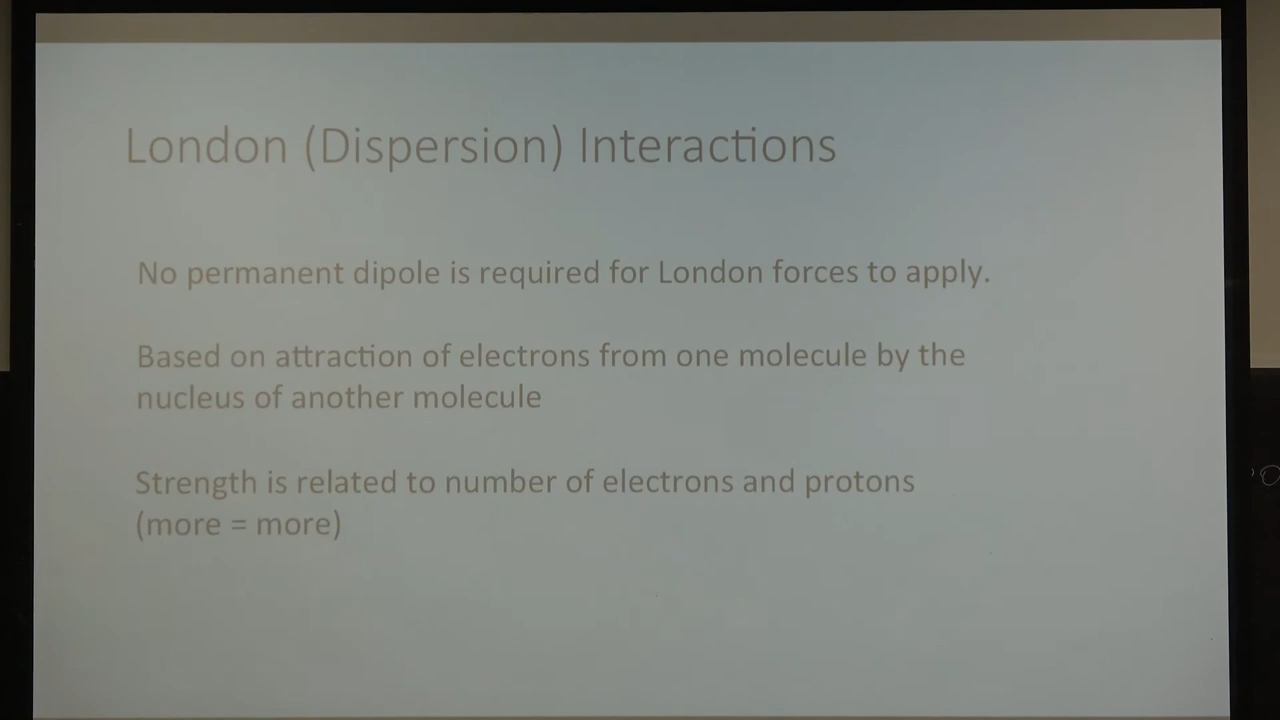 London (Dispersion) Interactions
No permanent dipole is required for London forces to apply.
Based on attraction of electrons from one molecule by the
nucleus of another molecule
Strength is related to number of electrons and protons
(more = more)